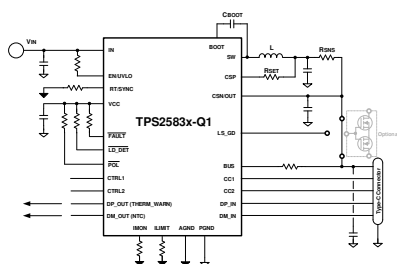 CBOOT
VIN
IN
BOOT
SW
L
RSNS
EN/UVLO
CSP
RSET
RT/SYNC
CSN/OUT
VCC
TPS2583x-Q1
LS_GD
FAULT
LD_DET
POL
BUS
CTRL1
CC1
CTRL2
CC2
DP_OUT (THERM_WARN)
DP_IN
DM_OUT (NTC)
DM_IN
IMON
ILIMIT
AGND
PGND
Type-C Connector